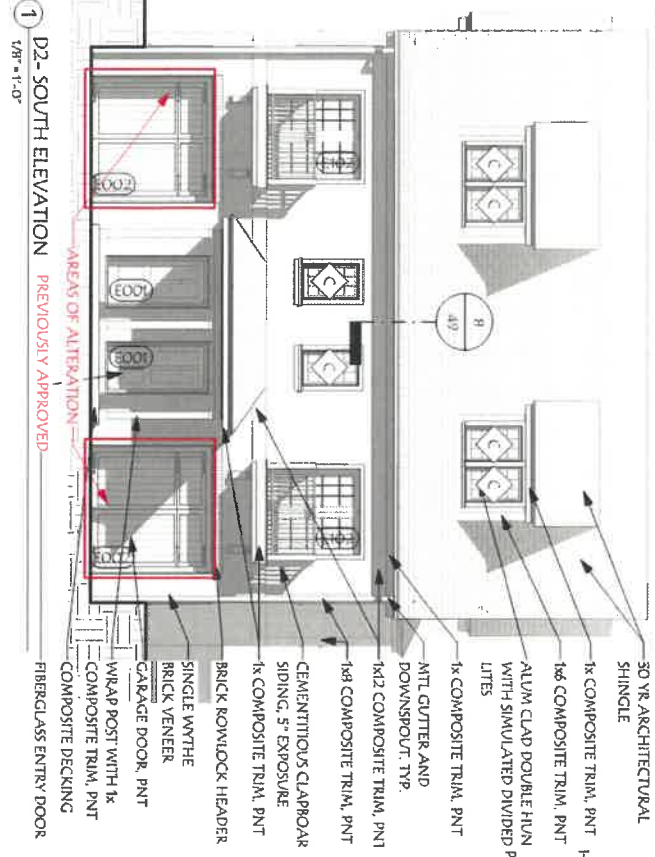 30 YR ARCHITECTURAL
SHINGLE
1x COMPOSITE TRIM, PNT
1x6 COMPOSITE TRIM, PNT
ALUM CLAD DOUBLE HUN
WITH SIMULATED DIVIDED
LITES
1x COMPOSITE TRIM, PNT
MTL GUTTER AND
DOWNSPOUT, TYP.
1x12 COMPOSITE TRIM, PNT
1x8 COMPOSITE TRIM, PNT
CEMENTITIOUS CLAPBOAR
SIDING, 5" EXPOSURE
1x COMPOSITE TRIM, PNT
BRICK ROWLOCK HEADER
SINGLE WYTHE
BRICK VENEER
GARAGE DOOR, PNT
WRAP POST WITH 1x
COMPOSITE TRIM, PNT
COMPOSITE DECKING
FIBERGLASS ENTRY DOOR
C
C
C
C
C
C
49
E102
E001
E001
E002
AREAS OF ALTERATION
1
D2- SOUTH ELEVATION PREVIOUSLY APPROVED
1/8" = 1'-0"